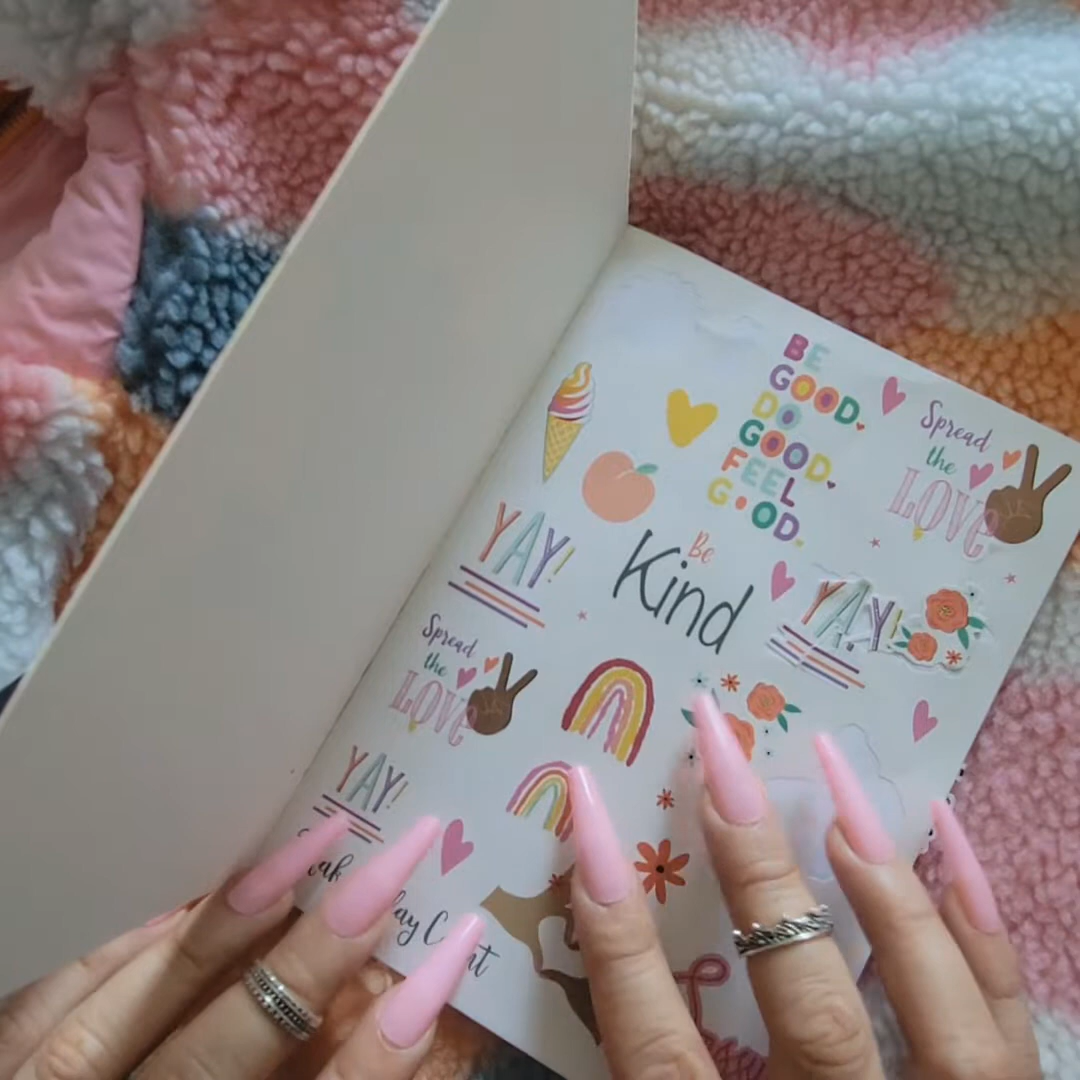 BE
GOOD.
DO
GOOD.
FEEL
GOOD.
Spread
the
LOVE
YAY!
Be
Kind
YAY!
Spread
the
LOVE
YAY!